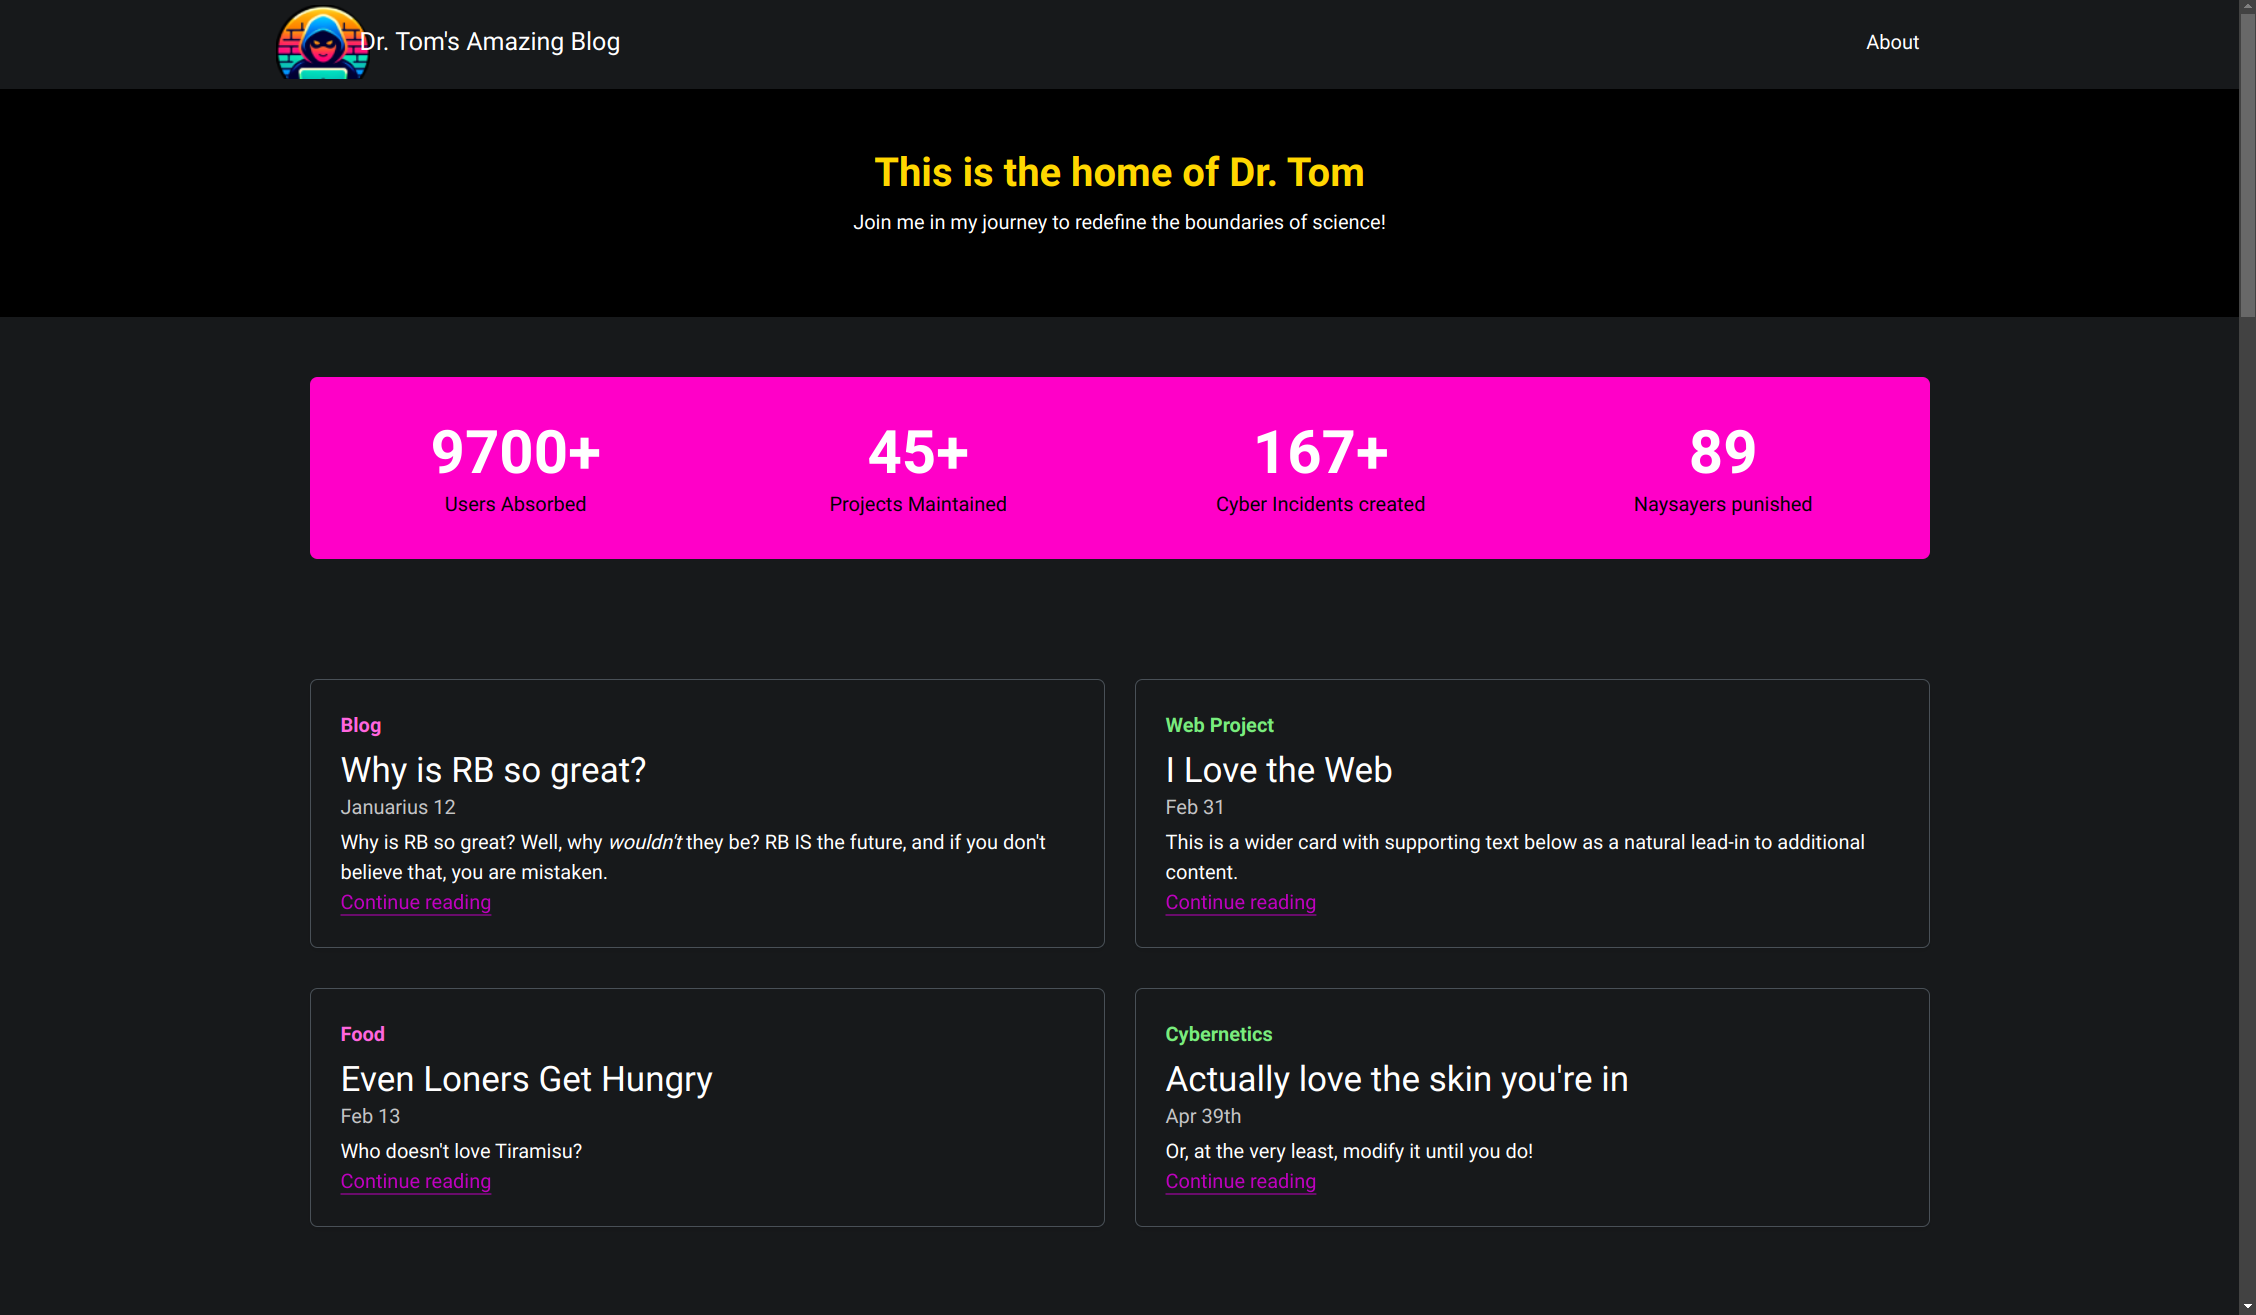 Dr. Tom's Amazing Blog
About
This is the home of Dr. Tom
Join me in my journey to redefine the boundaries of science!
9700+
Users Absorbed
45+
Projects Maintained
167+
Cyber Incidents created
89
Naysayers punished
Blog
Why is RB so great?
Januarius 12
Why is RB so great? Well, why wouldn't they be? RB IS the future, and if you don't
believe that, you are mistaken.
Continue reading
Web Project
I Love the Web
Feb 31
This is a wider card with supporting text below as a natural lead-in to additional
content.
Continue reading
Food
Even Loners Get Hungry
Feb 13
Who doesn't love Tiramisu?
Continue reading
Cybernetics
Actually love the skin you're in
Apr 39th
Or, at the very least, modify it until you do!
Continue reading